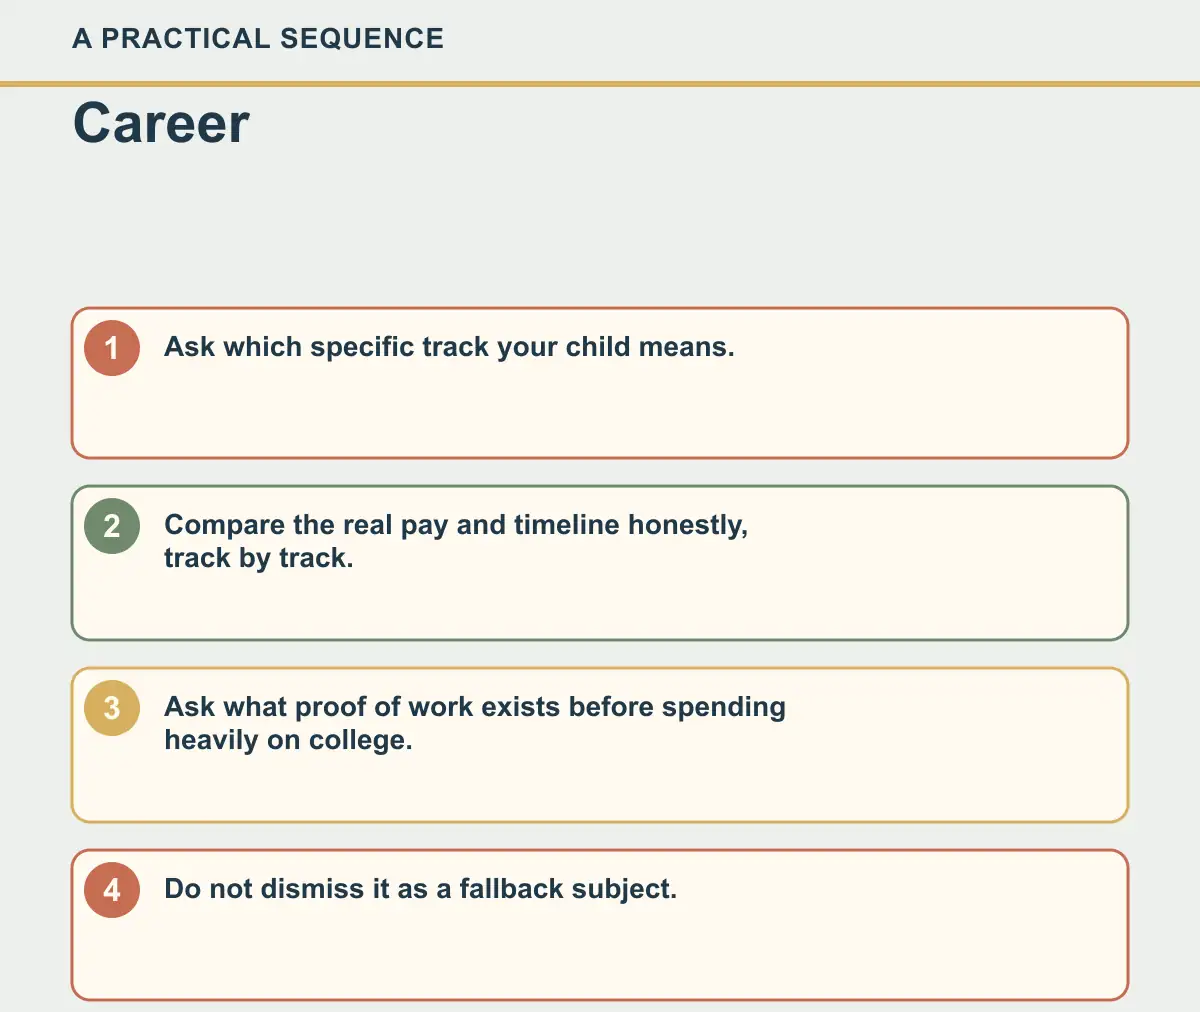 A PRACTICAL SEQUENCE
Career
1
Ask which specific track your child means.
2
Compare the real pay and timeline honestly,
track by track.
3
Ask what proof of work exists before spending
heavily on college.
4
Do not dismiss it as a fallback subject.